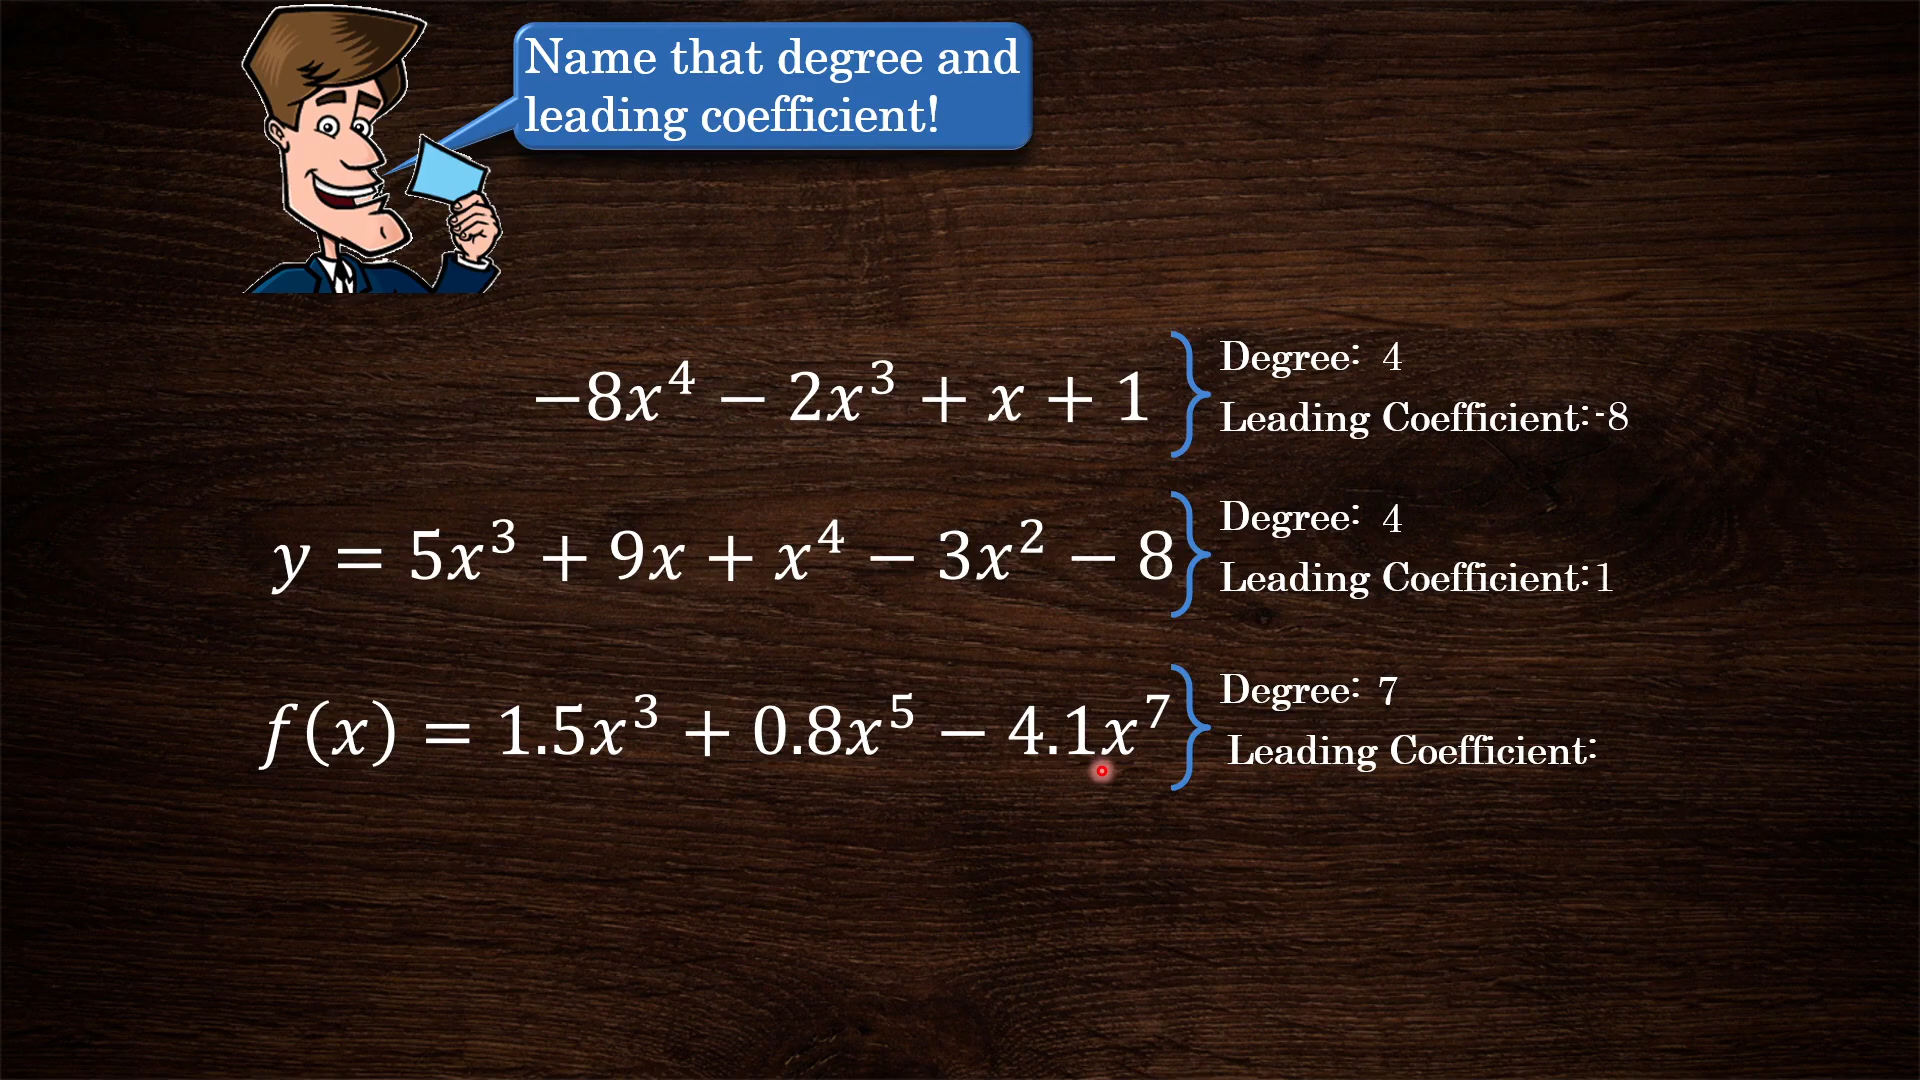 Name that degree and
leading coefficient!
−8x⁴ − 2x³ + x + 1
Degree: 4
Leading Coefficient:-8
y = 5x³ + 9x + x⁴ − 3x² − 8
Degree: 4
Leading Coefficient:1
f(x) = 1.5x³ + 0.8x⁵ − 4.1x⁷
Degree: 7
Leading Coefficient: